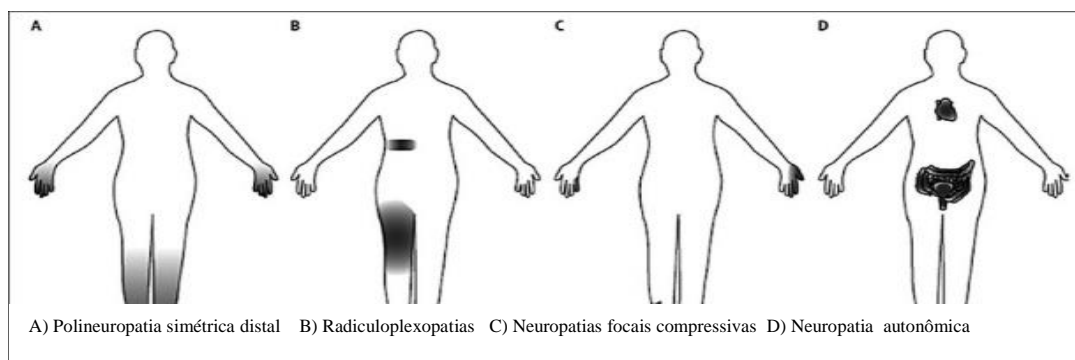 A B C D
A) Polineuropatia simétrica distal B) Radiculoplexopatias C) Neuropatias focais compressivas D) Neuropatia autonômica